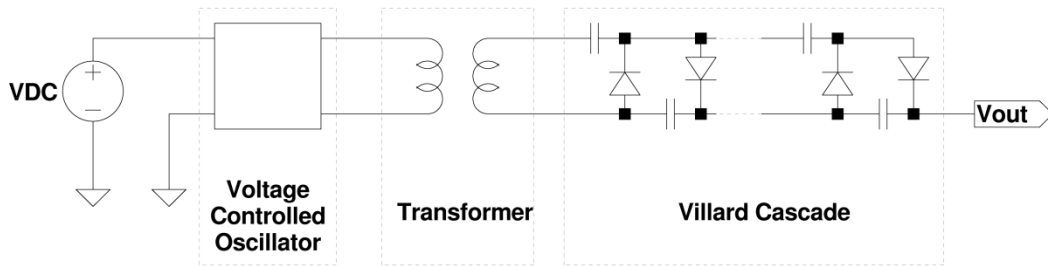 VDC
Voltage
Controlled
Oscillator
Transformer
Villard Cascade
Vout